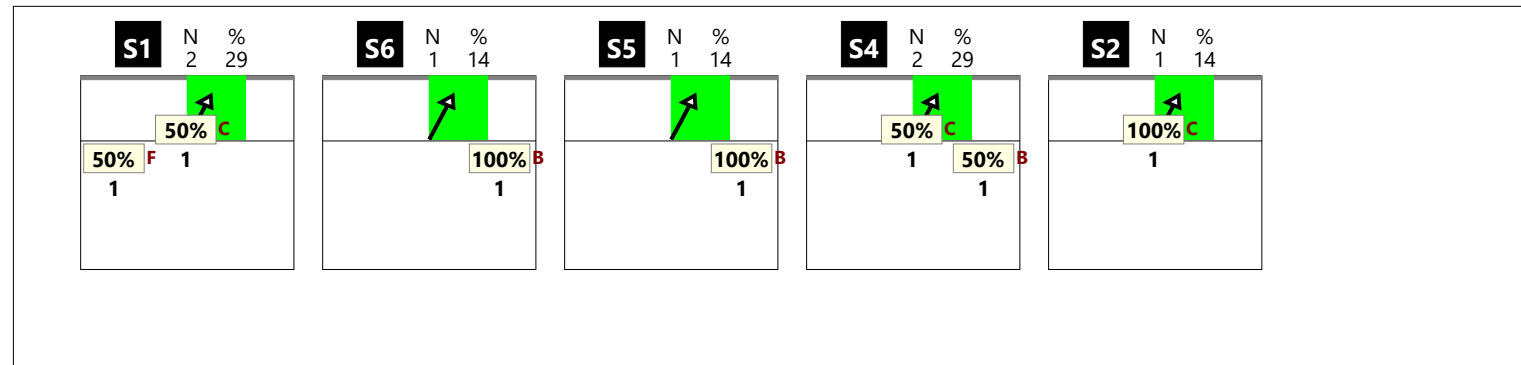 S1 N % 2 29
S6 N % 1 14
S5 N % 1 14
S4 N % 2 29
S2 N % 1 14
50% C 1
50% F 1
100% B 1
100% B 1
50% C 1
50% B 1
100% C 1